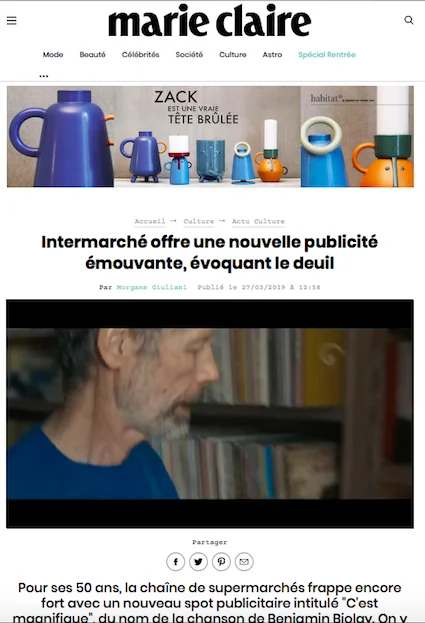 marie claire
Mode Beauté Célébrités Société Culture Astro Spécial Rentrée
...
ZACK
EST UNE VRAIE
TÊTE BRÛLÉE
habitat
Accueil → Culture → Actu Culture
Intermarché offre une nouvelle publicité
émouvante, évoquant le deuil
Par Morgane Giuliani Publié le 27/03/2019 à 12:58
Partager
Pour ses 50 ans, la chaîne de supermarchés frappe encore
fort avec un nouveau spot publicitaire intitulé "C'est
magnifique", du nom de la chanson de Benjamin Biolay. On y